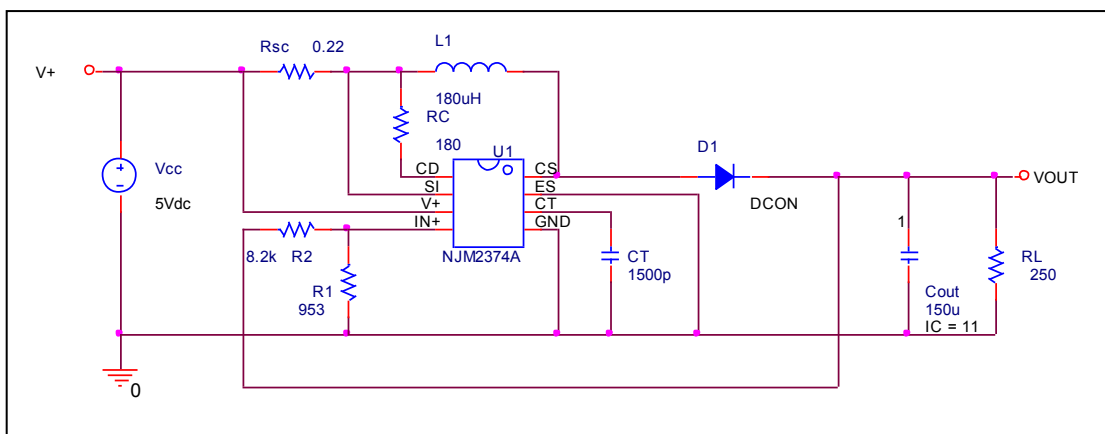 Rsc 0.22
L1
V+
180uH
RC
180
U1
D1
Vcc
5Vdc
CD
SI
V+
IN+
CS
ES
CT
GND
NJM2374A
DCON
VOUT
8.2k R2
R1
953
CT
1500p
1
Cout
150u
IC = 11
RL
250
0